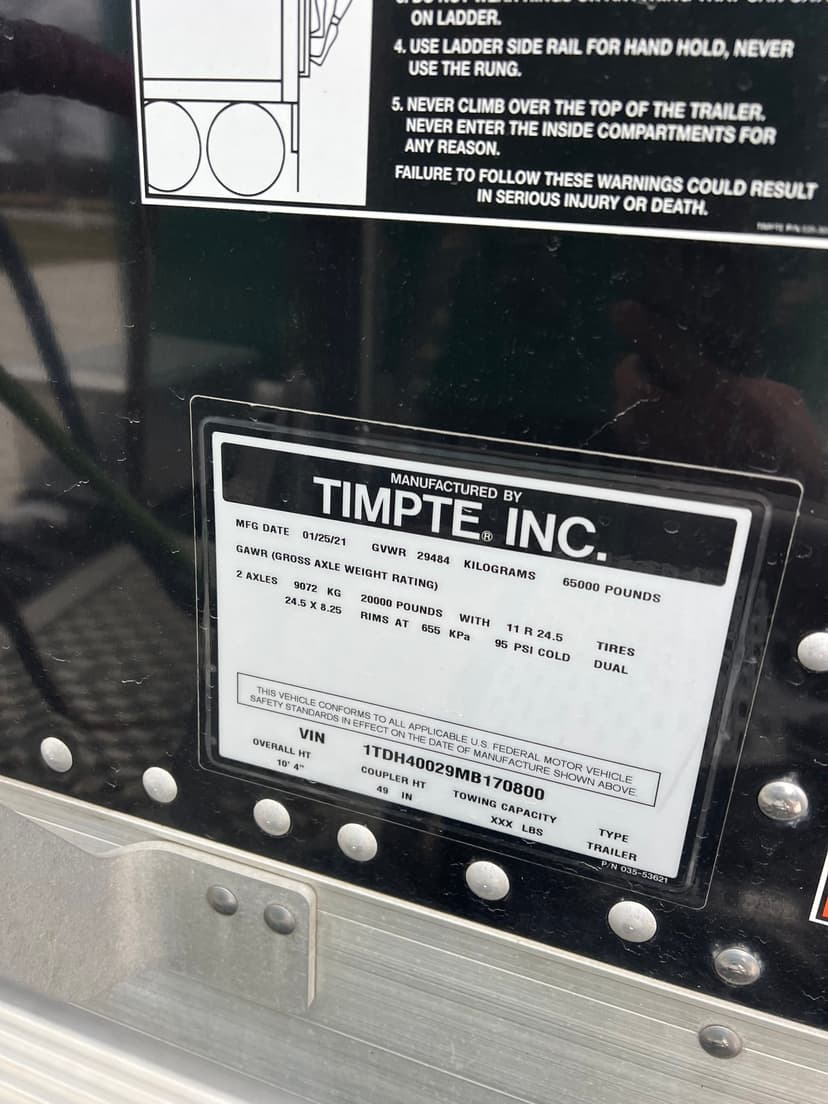 ON LADDER.
4. USE LADDER SIDE RAIL FOR HAND HOLD, NEVER
USE THE RUNG.
5. NEVER CLIMB OVER THE TOP OF THE TRAILER.
NEVER ENTER THE INSIDE COMPARTMENTS FOR
ANY REASON.
FAILURE TO FOLLOW THESE WARNINGS COULD RESULT
IN SERIOUS INJURY OR DEATH.
MANUFACTURED BY
TIMPTE® INC.
MFG DATE 01/25/21 GVWR 29484 KILOGRAMS 65000 POUNDS
GAWR (GROSS AXLE WEIGHT RATING)
2 AXLES 9072 KG 20000 POUNDS WITH 11 R 24.5 TIRES
24.5 X 8.25 RIMS AT 655 KPa 95 PSI COLD DUAL
THIS VEHICLE CONFORMS TO ALL APPLICABLE U.S. FEDERAL MOTOR VEHICLE
SAFETY STANDARDS IN EFFECT ON THE DATE OF MANUFACTURE SHOWN ABOVE.
VIN 1TDH40029MB170800
OVERALL HT COUPLER HT TOWING CAPACITY TYPE
10' 4" 49 IN XXX LBS TRAILER
P/N 035-53621